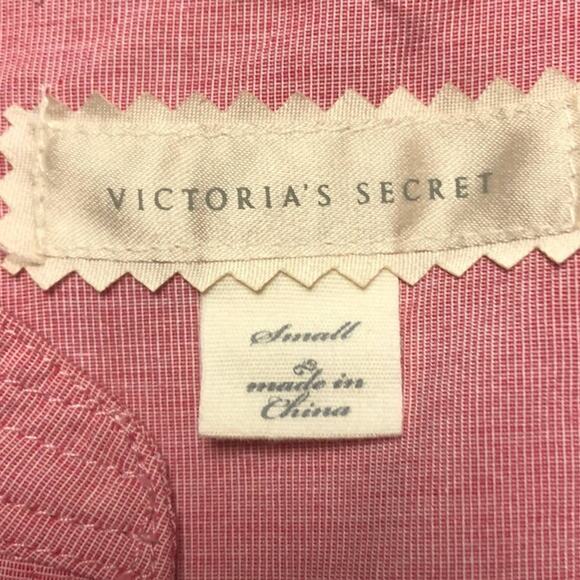 VICTORIA'S SECRET
Small
made in
China